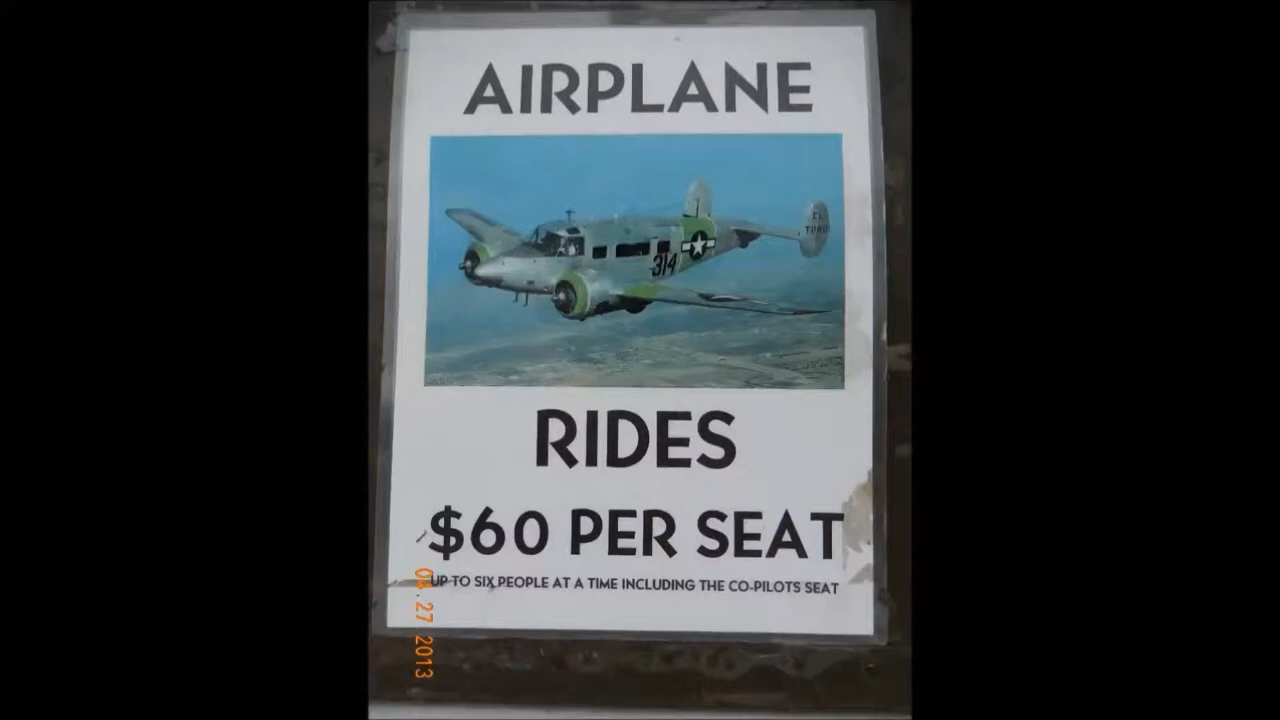 AIRPLANE
314
RIDES
$60 PER SEAT
UP TO SIX PEOPLE AT A TIME INCLUDING THE CO-PILOTS SEAT
27 2013